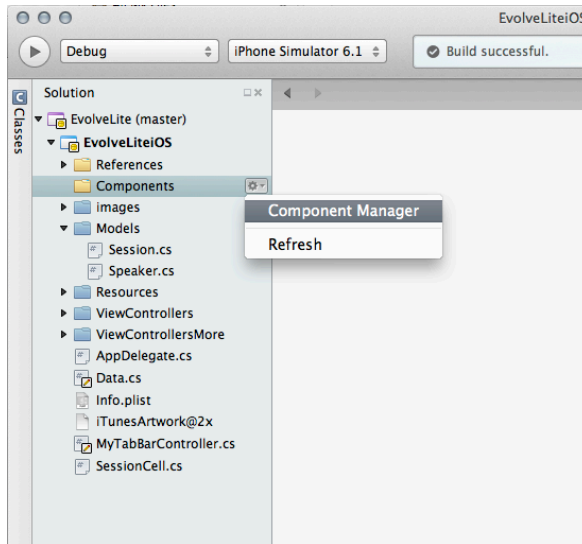 EvolveLiteiOS
Debug
iPhone Simulator 6.1
Build successful.
Classes
Solution
EvolveLite (master)
EvolveLiteiOS
References
Components
Component Manager
images
Models
Refresh
Session.cs
Speaker.cs
Resources
ViewControllers
ViewControllersMore
AppDelegate.cs
Data.cs
Info.plist
iTunesArtwork@2x
MyTabBarController.cs
SessionCell.cs